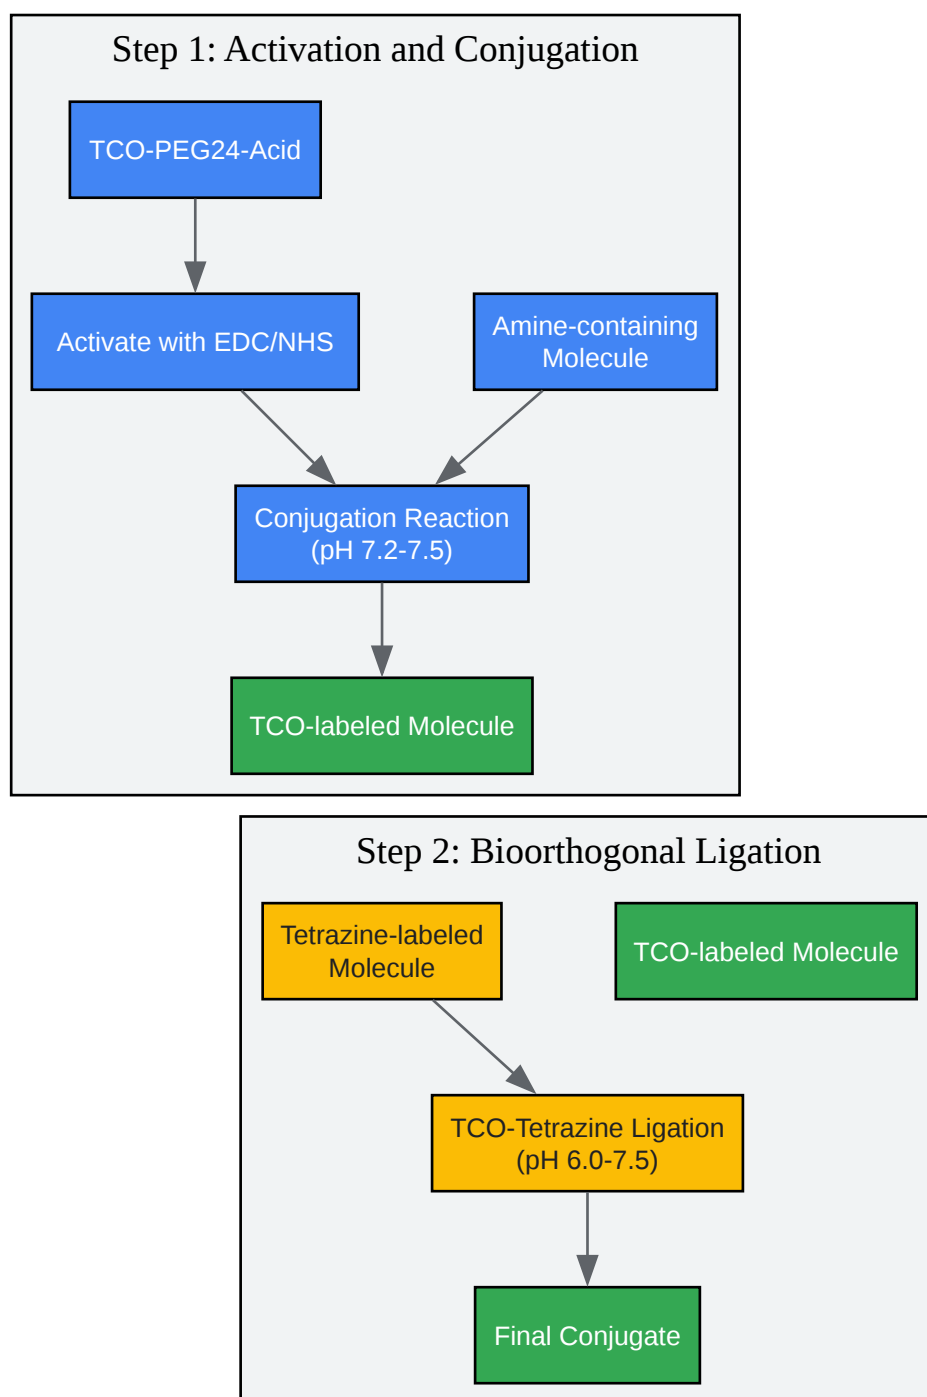 Step 1: Activation and Conjugation
TCO-PEG24-Acid
Activate with EDC/NHS
Amine-containing
Molecule
Conjugation Reaction
(pH 7.2-7.5)
TCO-labeled Molecule
Step 2: Bioorthogonal Ligation
Tetrazine-labeled
Molecule
TCO-labeled Molecule
TCO-Tetrazine Ligation
(pH 6.0-7.5)
Final Conjugate